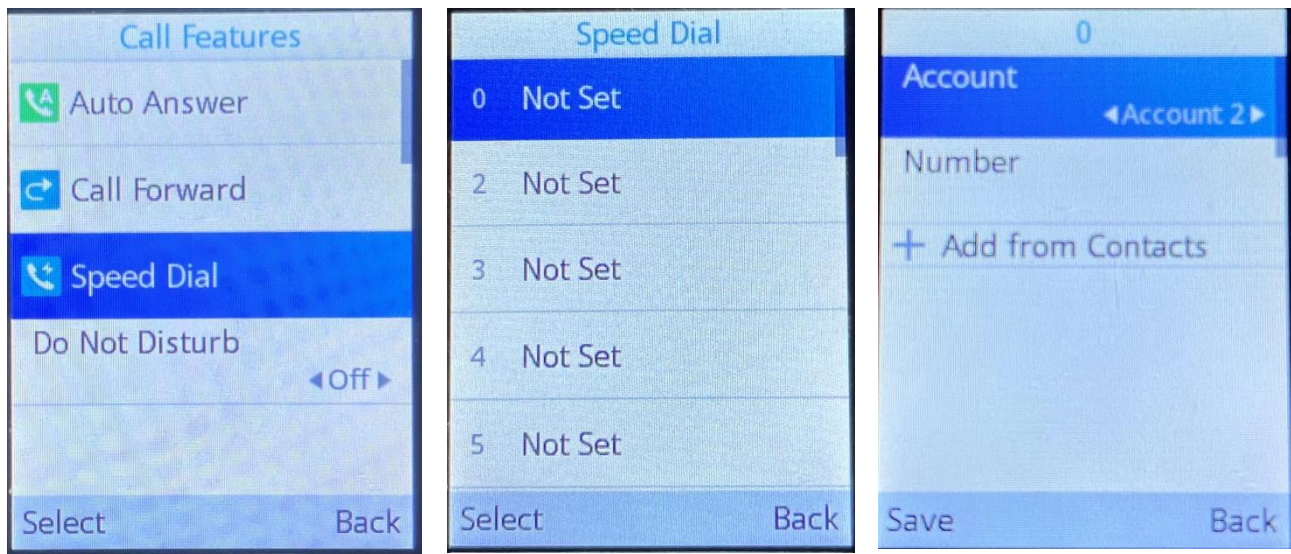 Call Features
Auto Answer
Call Forward
Speed Dial
Do Not Disturb
Off
Select Back
Speed Dial
0 Not Set
2 Not Set
3 Not Set
4 Not Set
5 Not Set
Select Back
0
Account
Account 2
Number
+ Add from Contacts
Save Back